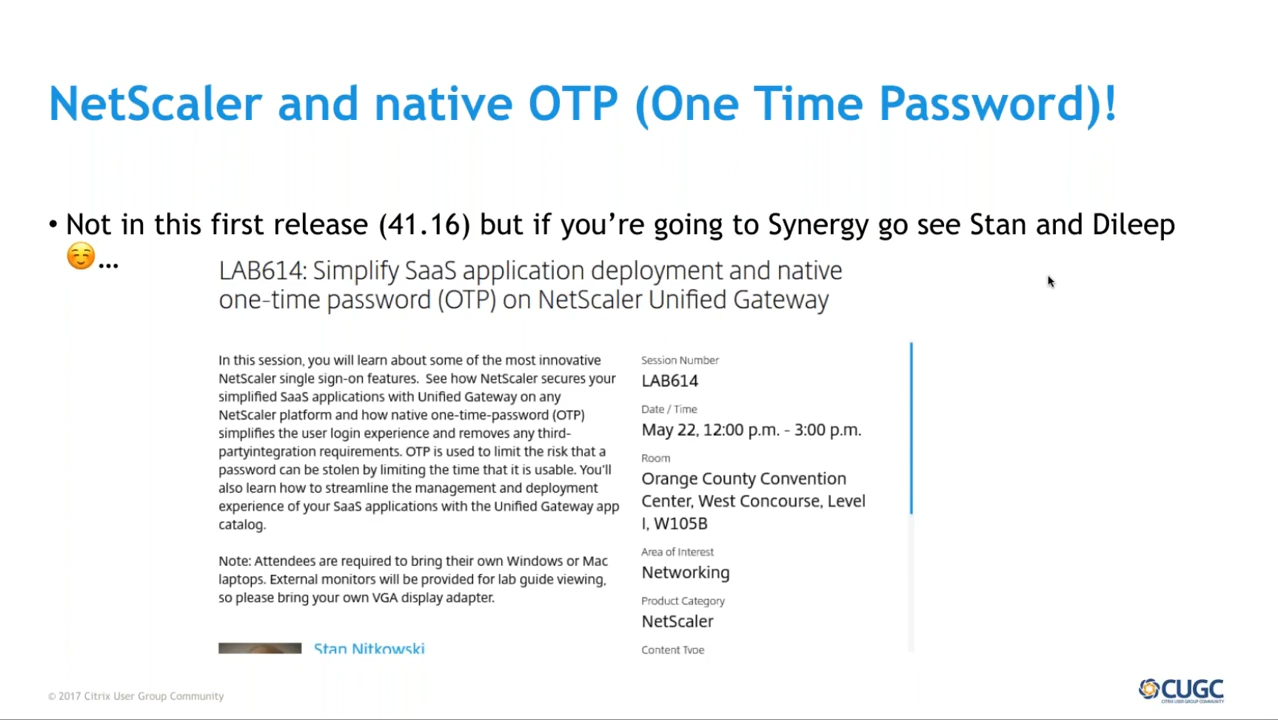 NetScaler and native OTP (One Time Password)!
• Not in this first release (41.16) but if you’re going to Synergy go see Stan and Dileep
☺️...
LAB614: Simplify SaaS application deployment and native
one-time password (OTP) on NetScaler Unified Gateway
In this session, you will learn about some of the most innovative
NetScaler single sign-on features.  See how NetScaler secures your
simplified SaaS applications with Unified Gateway on any
NetScaler platform and how native one-time-password (OTP)
simplifies the user login experience and removes any third-
partyintegration requirements. OTP is used to limit the risk that a
password can be stolen by limiting the time that it is usable. You'll
also learn how to streamline the management and deployment
experience of your SaaS applications with the Unified Gateway app
catalog.
Note: Attendees are required to bring their own Windows or Mac
laptops. External monitors will be provided for lab guide viewing,
so please bring your own VGA display adapter.
Stan Nitkowski
Session Number
LAB614
Date / Time
May 22, 12:00 p.m. - 3:00 p.m.
Room
Orange County Convention
Center, West Concourse, Level
I, W105B
Area of Interest
Networking
Product Category
NetScaler
Content Type
© 2017 Citrix User Group Community
CUGC
CITRIX USER GROUP COMMUNITY